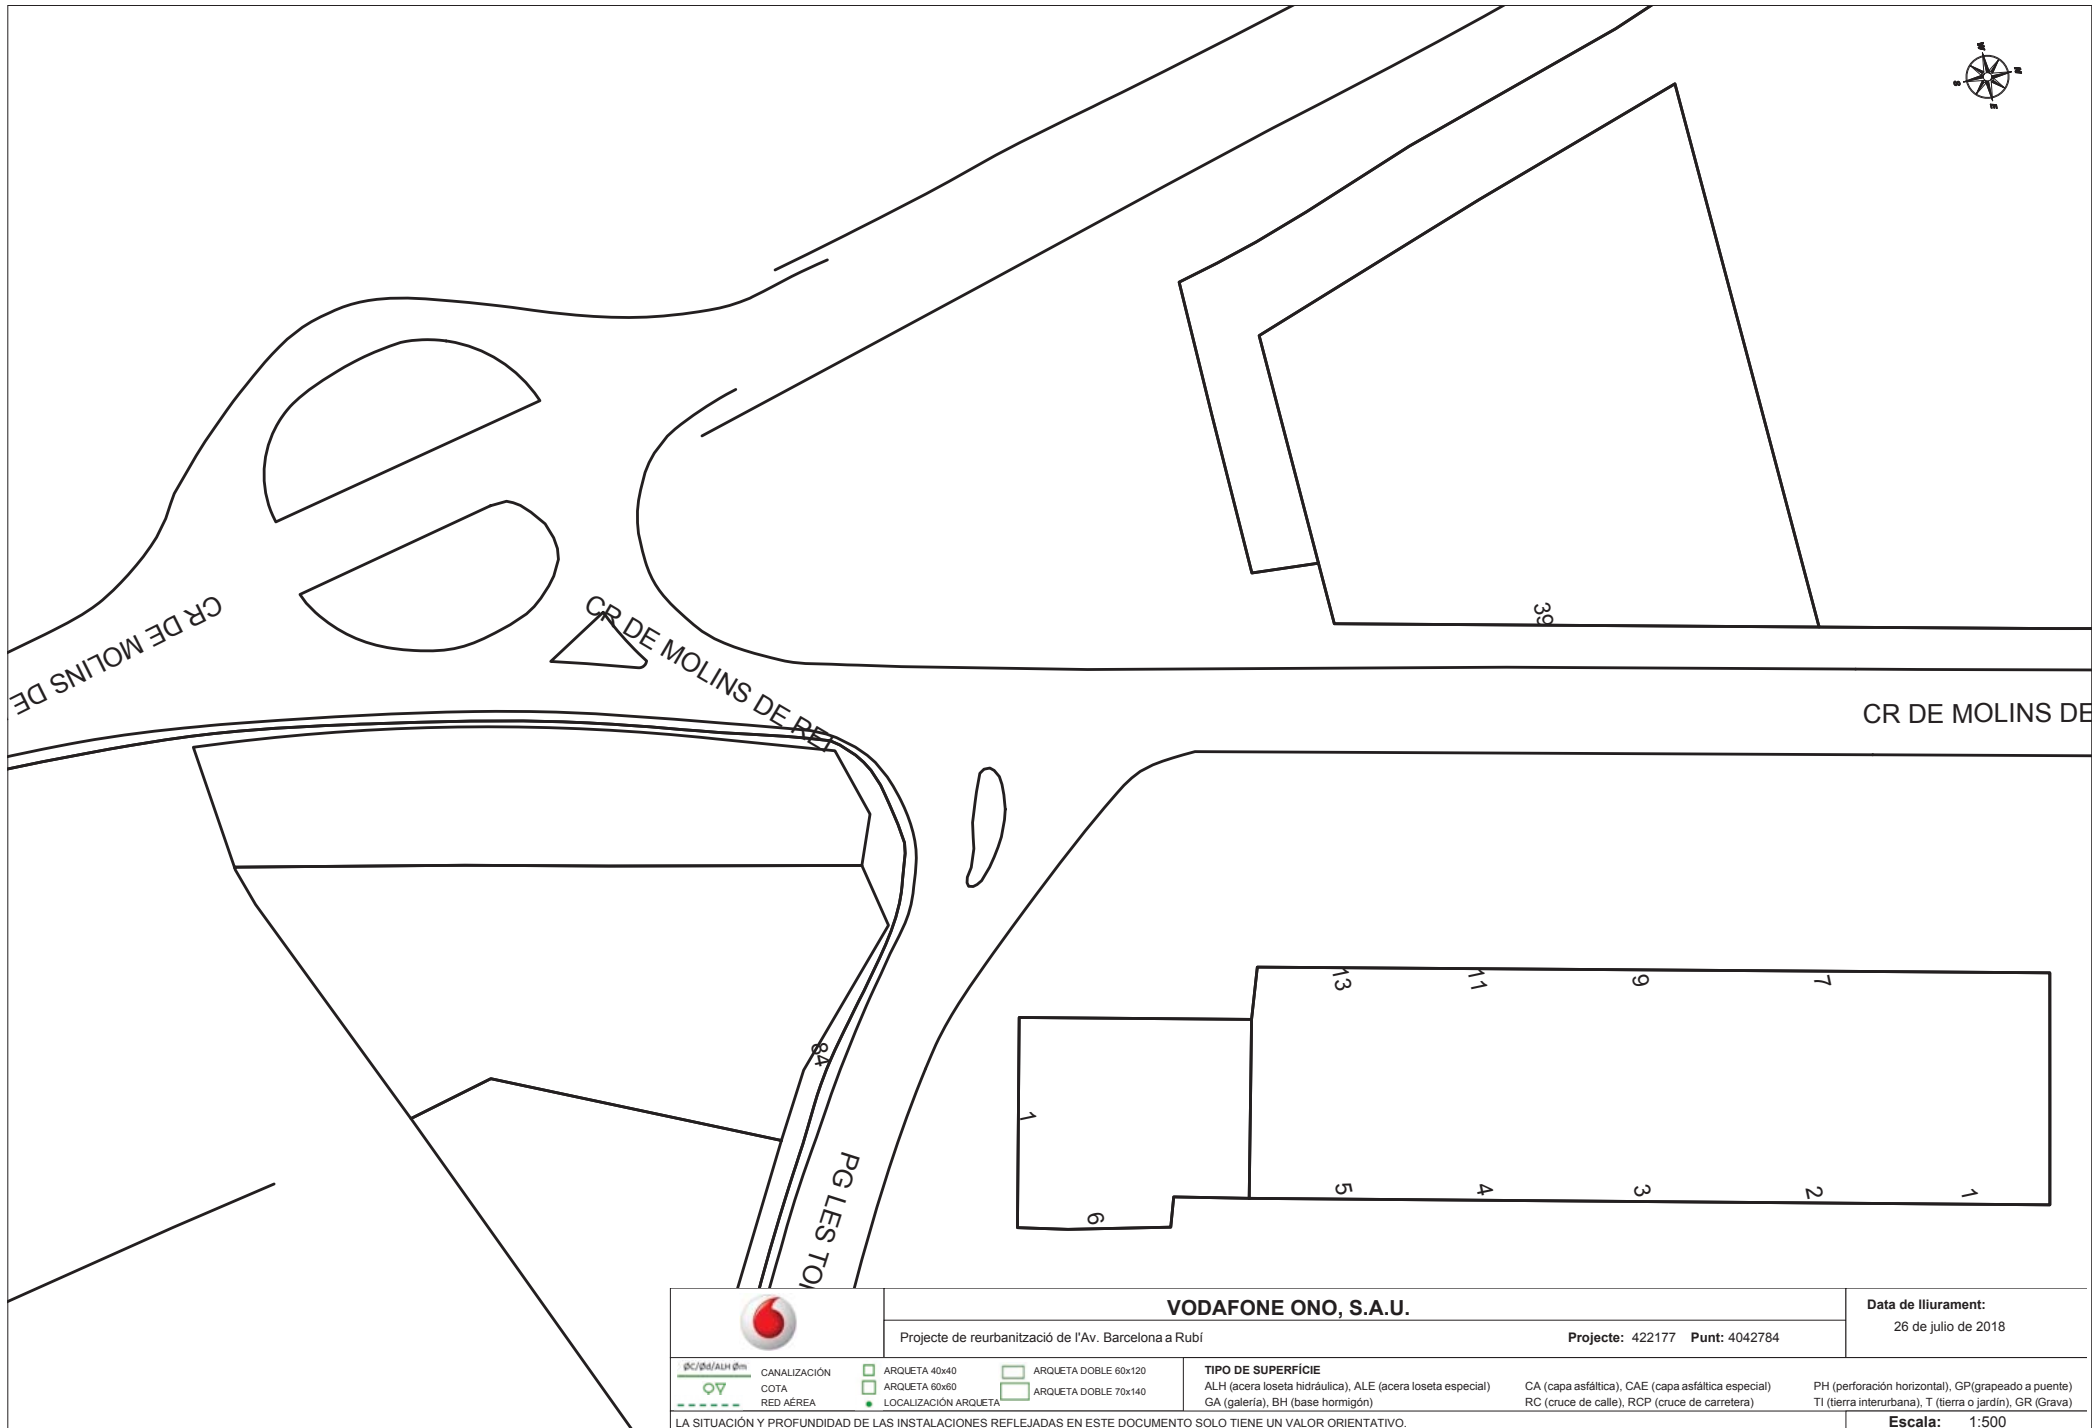 W
N
S
E
39
CR DE MOLINS DE
CR DE MOLINS DE REI
CR DE MOLINS DE
13
11
9
7
84
1
5
4
3
2
1
6
PG LES
VODAFONE ONO, S.A.U.
Data de lliurament:
26 de julio de 2018
Projecte de reurbanització de l'Av. Barcelona a Rubí
Projecte: 422177 Punt: 4042784
ØC/Ød/ALH Øm
CANALIZACIÓN
COTA
RED AÉREA
ARQUETA 40x40
ARQUETA 60x60
LOCALIZACIÓN ARQUETA
ARQUETA DOBLE 60x120
ARQUETA DOBLE 70x140
TIPO DE SUPERFÍCIE
ALH (acera loseta hidráulica), ALE (acera loseta especial)
GA (galería), BH (base hormigón)
CA (capa asfáltica), CAE (capa asfáltica especial)
RC (cruce de calle), RCP (cruce de carretera)
PH (perforación horizontal), GP(grapeado a puente)
TI (tierra interurbana), T (tierra o jardín), GR (Grava)
LA SITUACIÓN Y PROFUNDIDAD DE LAS INSTALACIONES REFLEJADAS EN ESTE DOCUMENTO SOLO TIENE UN VALOR ORIENTATIVO.
Escala: 1:500